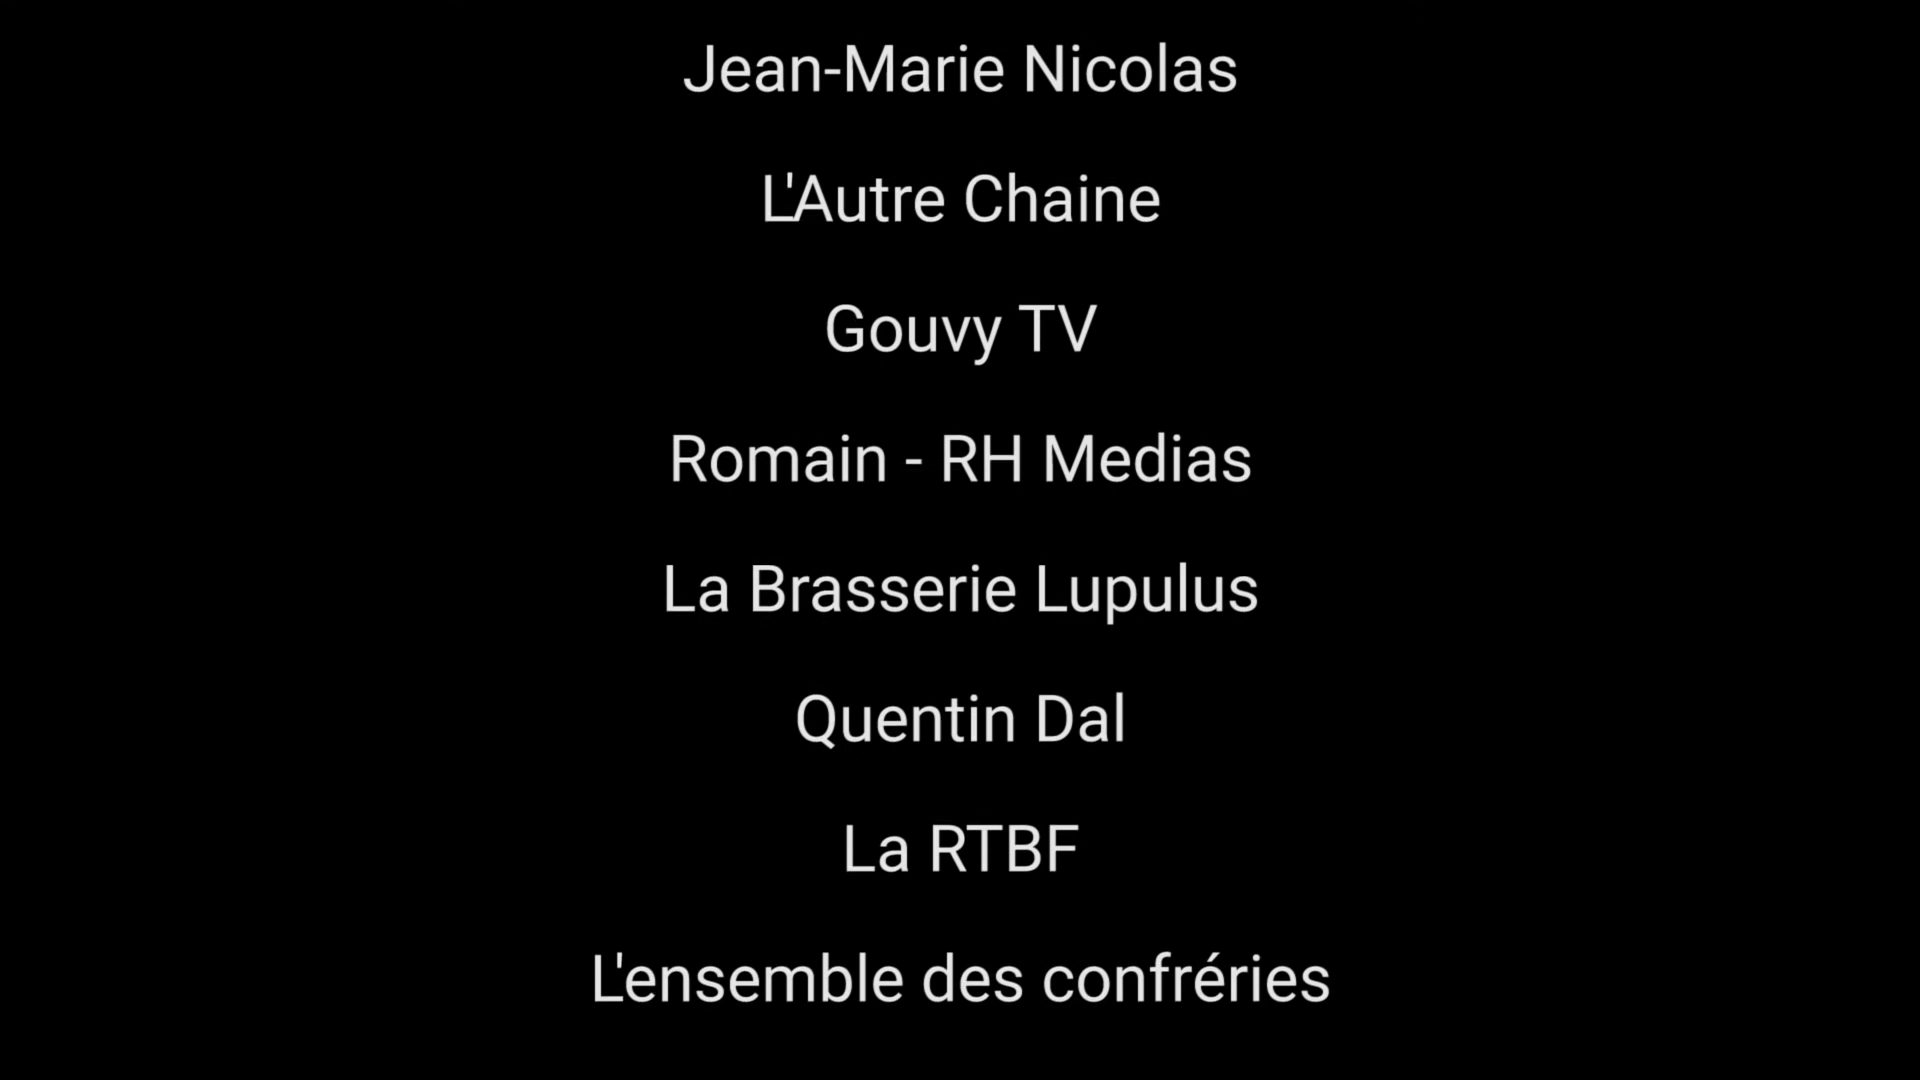 Jean-Marie Nicolas
L'Autre Chaine
Gouvy TV
Romain - RH Medias
La Brasserie Lupulus
Quentin Dal
La RTBF
L'ensemble des confréries